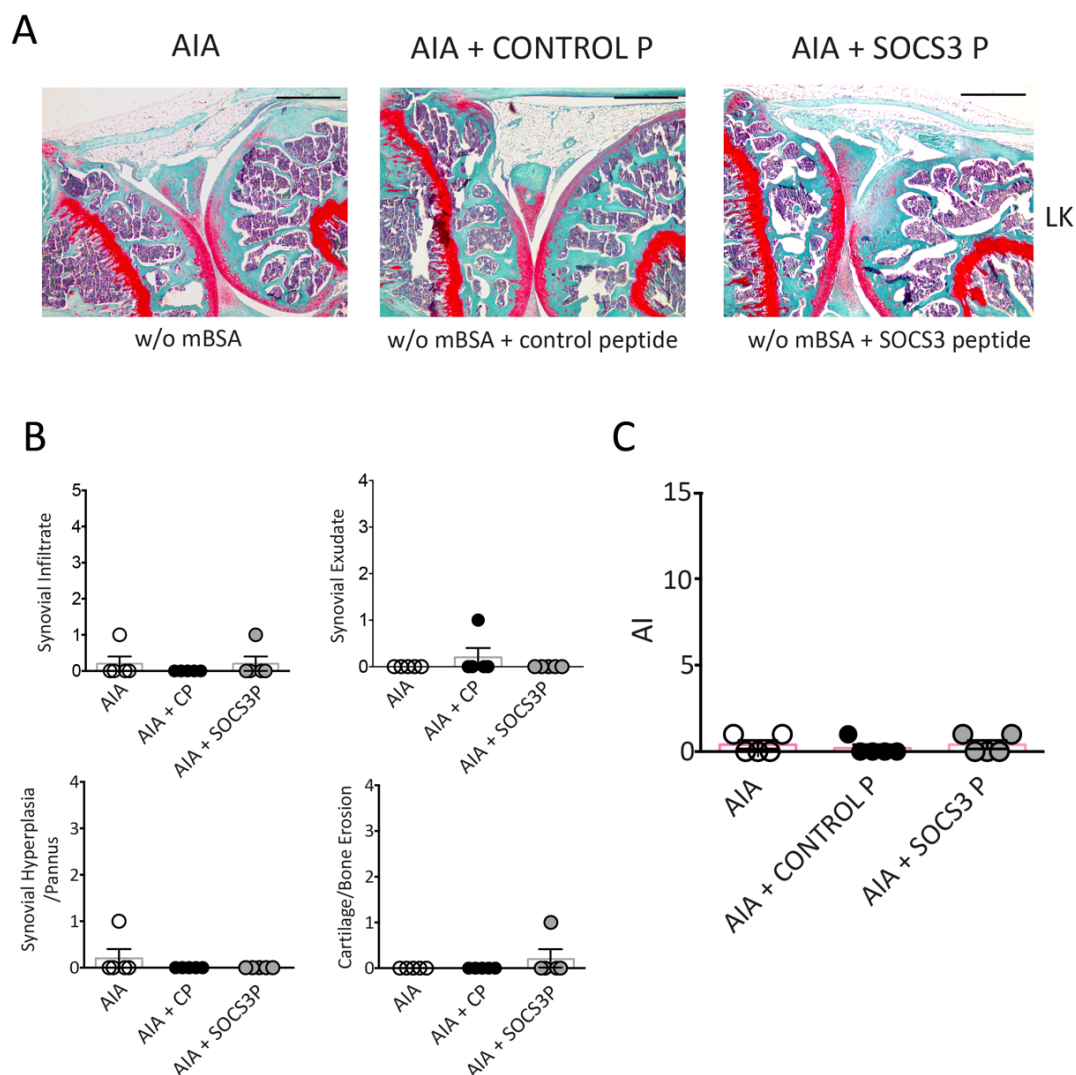 A
AIA
AIA + CONTROL P
AIA + SOCS3 P
LK
w/o mBSA
w/o mBSA + control peptide
w/o mBSA + SOCS3 peptide
B
Synovial Infiltrate
5
4
3
2
1
0
AIA
AIA + CP
AIA + SOCS3P
Synovial Exudate
4
3
2
1
0
AIA
AIA + CP
AIA + SOCS3P
Synovial Hyperplasia
/Pannus
4
3
2
1
0
AIA
AIA + CP
AIA + SOCS3P
Cartilage/Bone Erosion
4
3
2
1
0
AIA
AIA + CP
AIA + SOCS3P
C
AI
15
10
5
0
AIA
AIA + CONTROL P
AIA + SOCS3 P